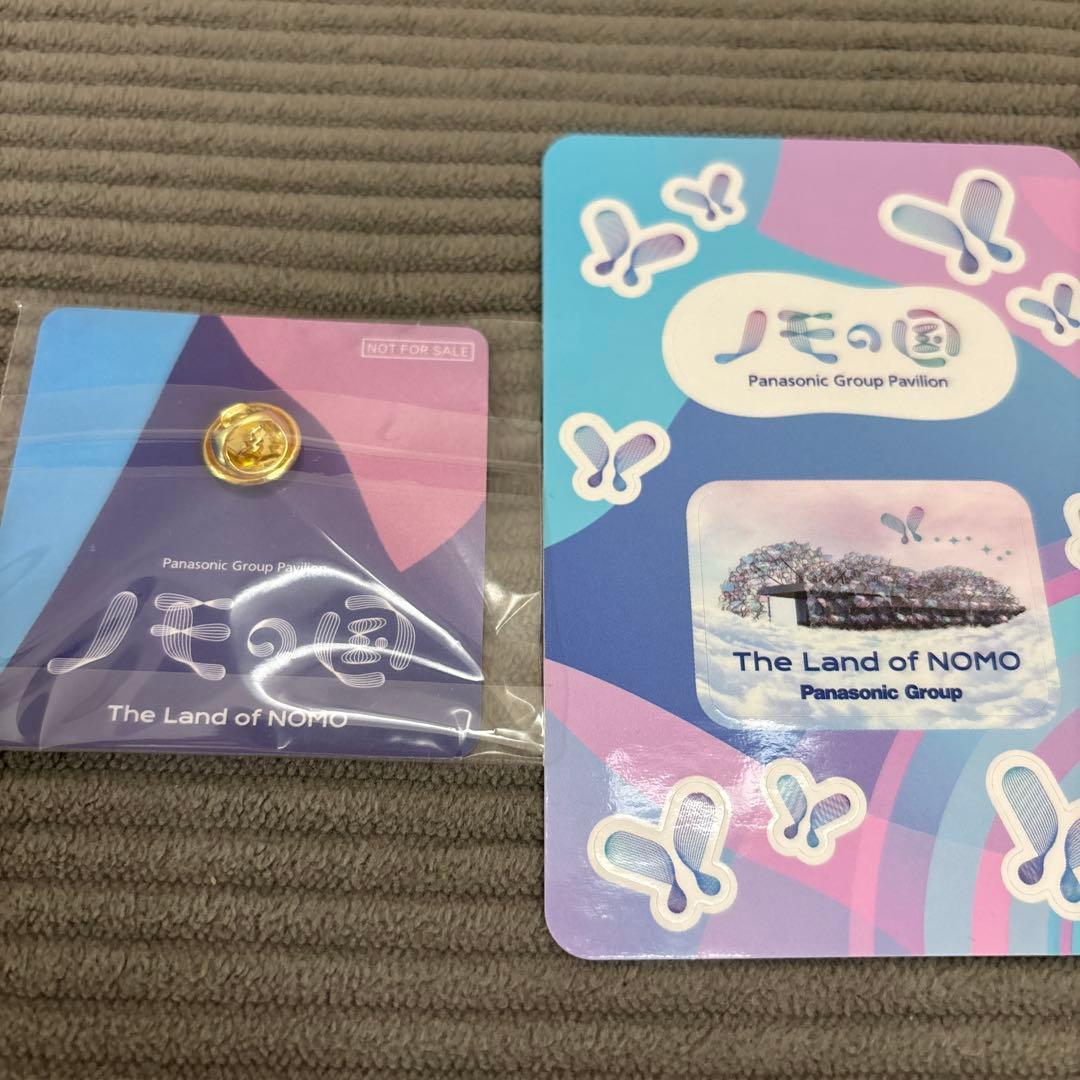 NOT FOR SALE
Panasonic Group Pavilion
ノモの国
The Land of NOMO
ノモの国
Panasonic Group Pavilion
The Land of NOMO
Panasonic Group